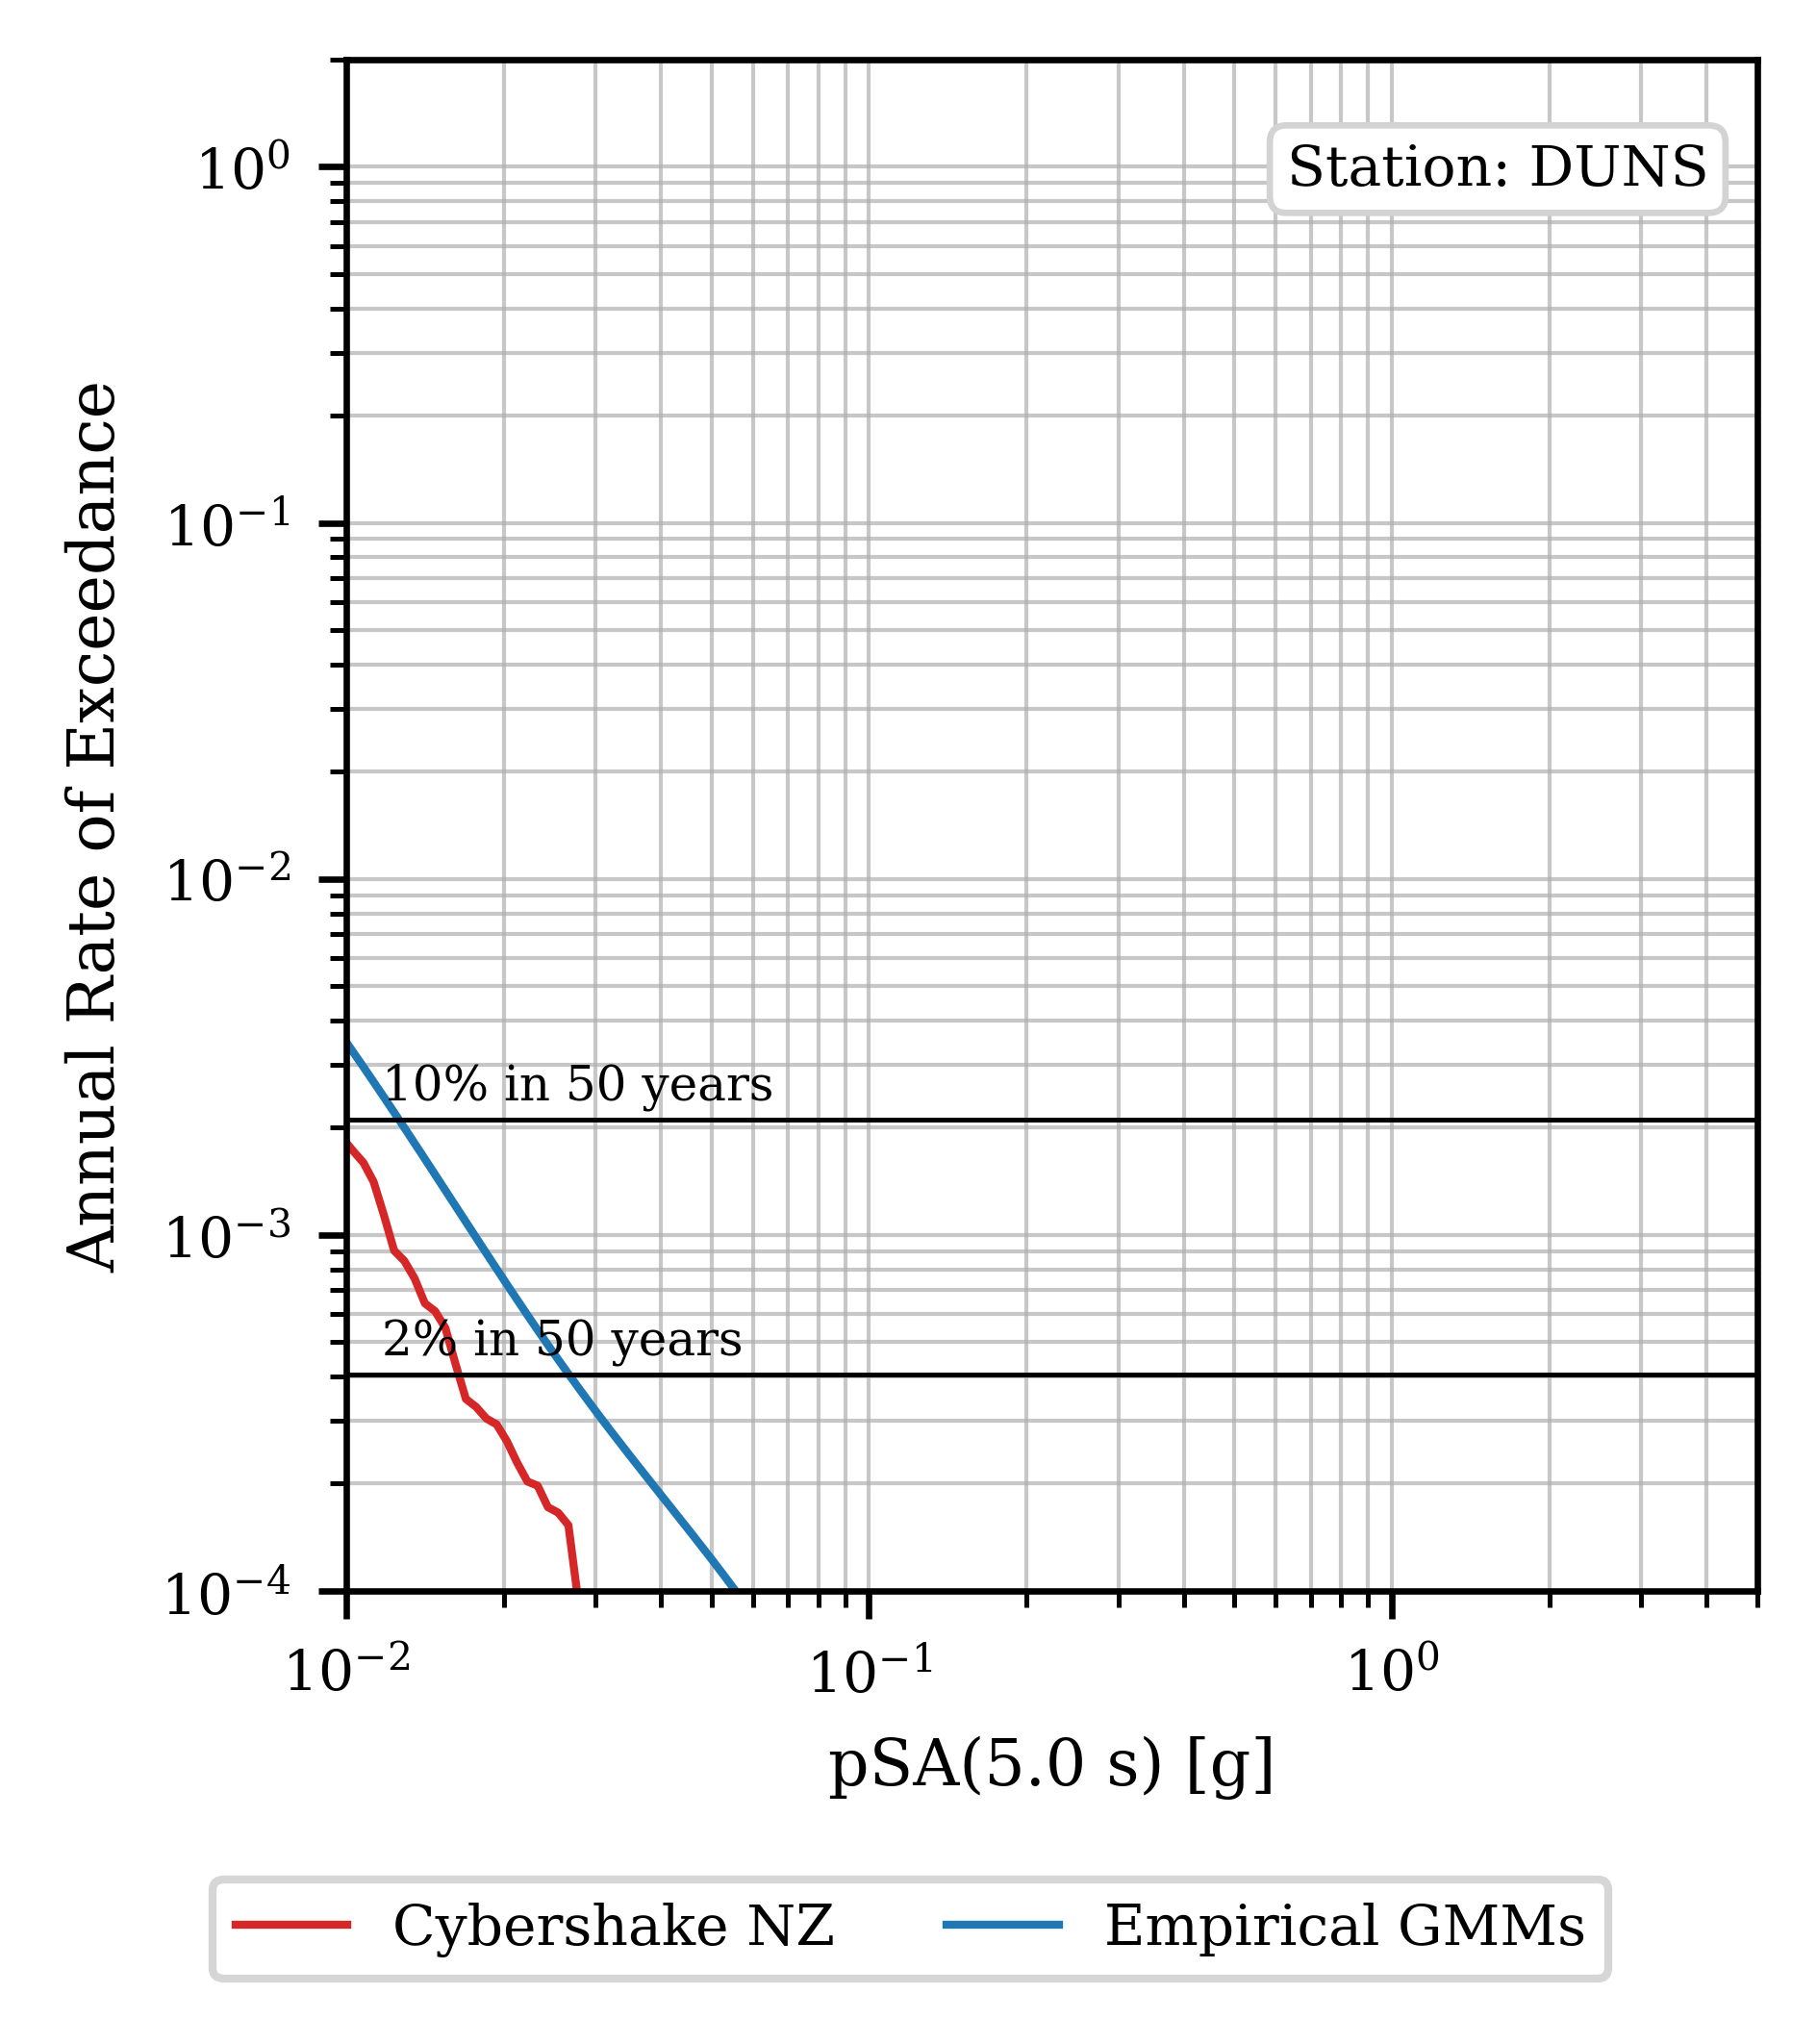 Station: DUNS
Annual Rate of Exceedance
10⁰
10⁻¹
10⁻²
10⁻³
10⁻⁴
10% in 50 years
2% in 50 years
10⁻² 10⁻¹ 10⁰
pSA(5.0 s) [g]
Cybershake NZ Empirical GMMs